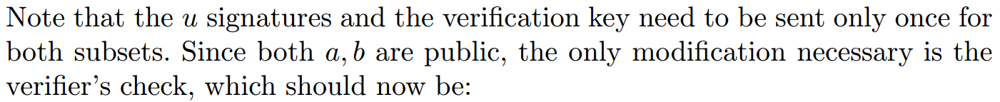 Note that the u signatures and the verification key need to be sent only once for
both subsets. Since both a, b are public, the only modification necessary is the
verifier's check, which should now be: